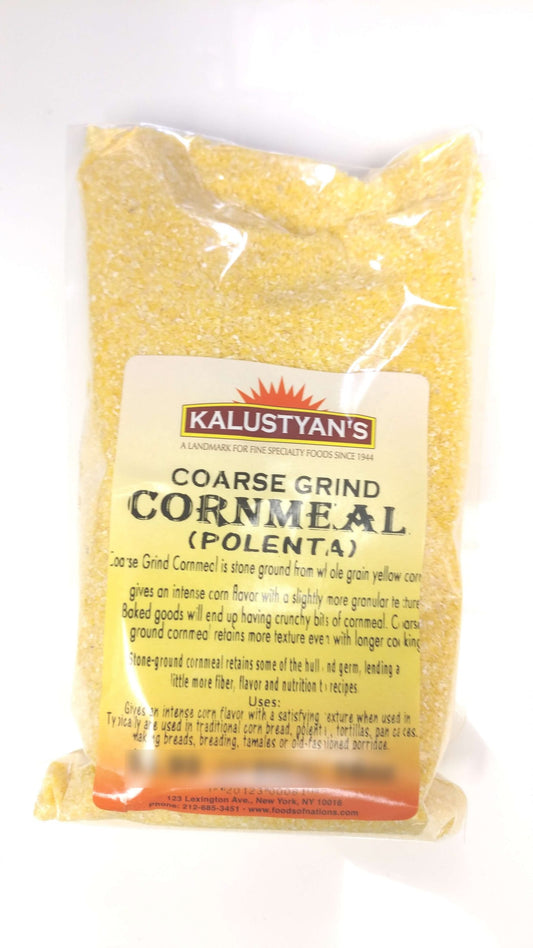 KALUSTYAN'S
A LANDMARK FOR FINE SPECIALTY FOODS SINCE 1944
COARSE GRIND
CORNMEAL
(POLENTA)
Coarse Grind Cornmeal is stone ground from whole grain yellow corn
gives an intense corn flavor with a slightly more granular texture
Baked goods will end up having crunchy bits of cornmeal. Coarse
ground cornmeal retains more texture even with longer cooking
Stone-ground cornmeal retains some of the hull and germ, lending a
little more fiber, flavor and nutrition to recipes
Uses:
Gives an intense corn flavor with a satisfying texture when used in
Typically are used in traditional corn bread, polenta, tortillas, pan cakes.
making breads, breading, tamales or old-fashioned porridge.
123 Lexington Ave., New York, NY 10016
phone: 212-685-3451 · www.foodsofnations.com